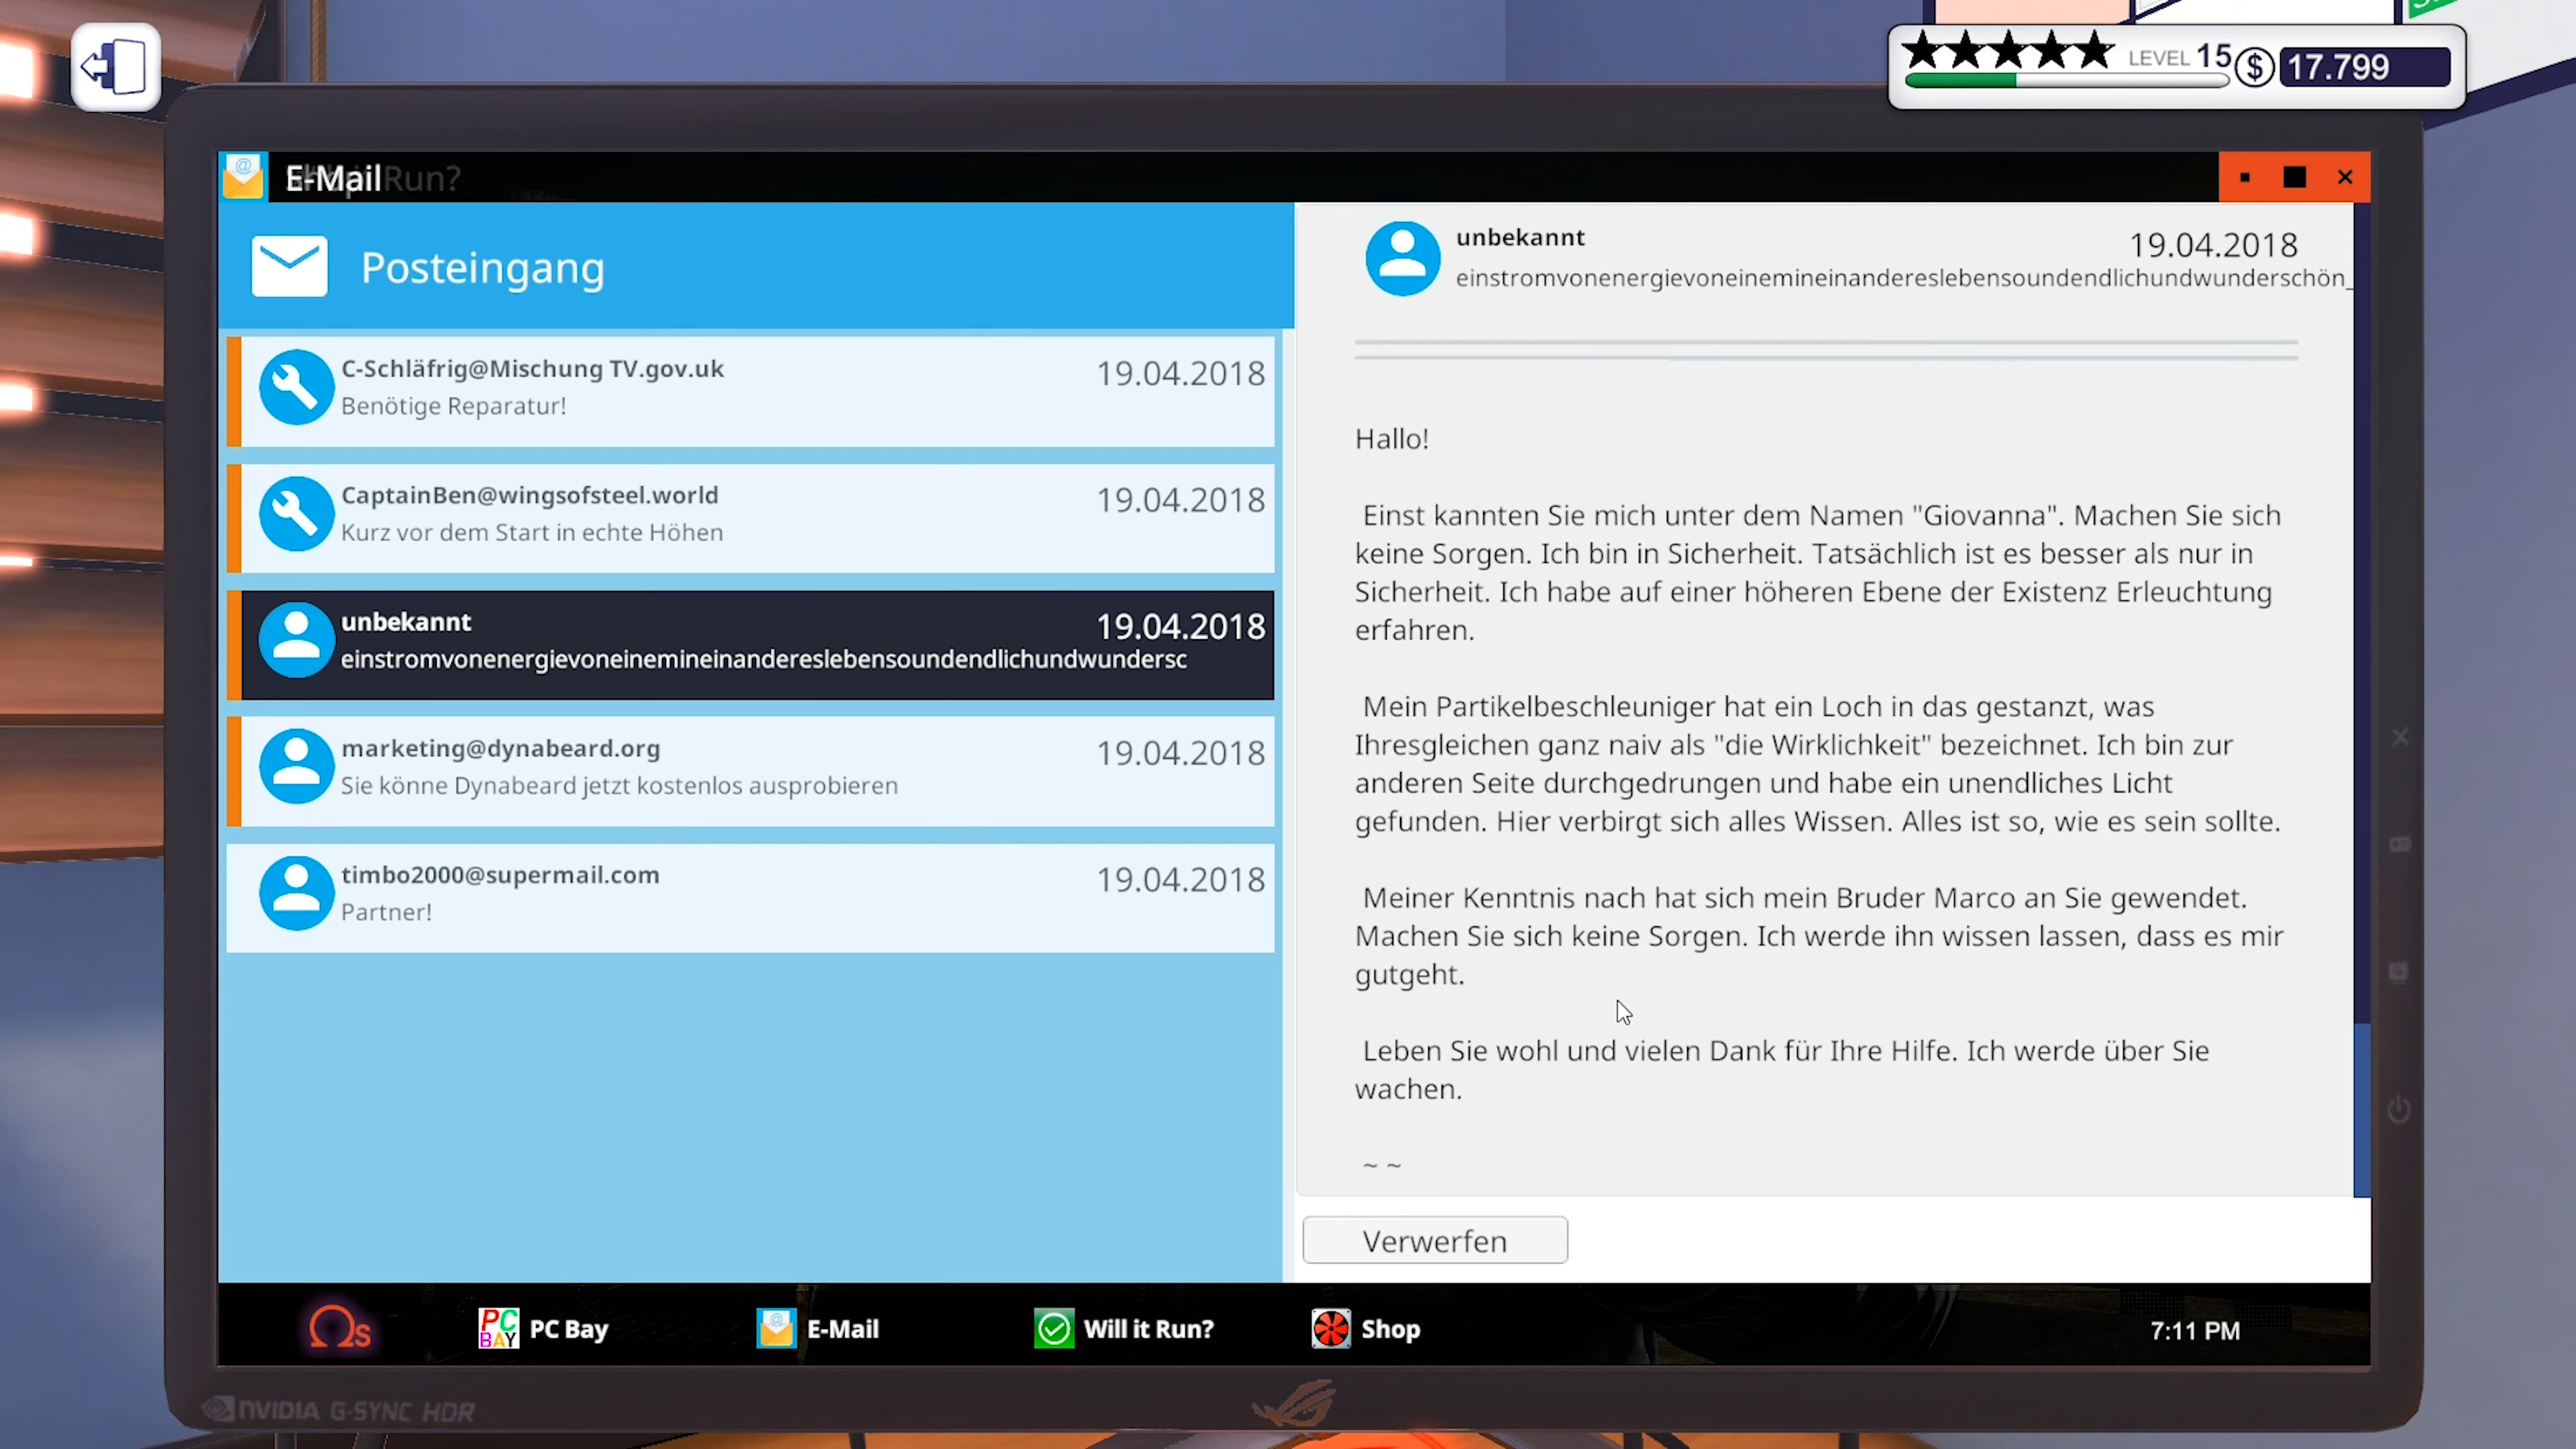 LEVEL 15
17.799
E-Mail
Posteingang
C-Schläfrig@Mischung TV.gov.uk
19.04.2018
Benötige Reparatur!
CaptainBen@wingsofsteel.world
19.04.2018
Kurz vor dem Start in echte Höhen
unbekannt
19.04.2018
einstromvonenergievoneinemineinandereslebensoundendlichundwundersc
marketing@dynabeard.org
19.04.2018
Sie könne Dynabeard jetzt kostenlos ausprobieren
timbo2000@supermail.com
19.04.2018
Partner!
unbekannt
19.04.2018
einstromvonenergievoneinemineinandereslebensoundendlichundwunderschön_
Hallo!
Einst kannten Sie mich unter dem Namen "Giovanna". Machen Sie sich
keine Sorgen. Ich bin in Sicherheit. Tatsächlich ist es besser als nur in
Sicherheit. Ich habe auf einer höheren Ebene der Existenz Erleuchtung
erfahren.
Mein Partikelbeschleuniger hat ein Loch in das gestanzt, was
Ihresgleichen ganz naiv als "die Wirklichkeit" bezeichnet. Ich bin zur
anderen Seite durchgedrungen und habe ein unendliches Licht
gefunden. Hier verbirgt sich alles Wissen. Alles ist so, wie es sein sollte.
Meiner Kenntnis nach hat sich mein Bruder Marco an Sie gewendet.
Machen Sie sich keine Sorgen. Ich werde ihn wissen lassen, dass es mir
gutgeht.
Leben Sie wohl und vielen Dank für Ihre Hilfe. Ich werde über Sie
wachen.
~ ~
Verwerfen
Ωs
PC BAY
PC Bay
E-Mail
Will it Run?
Shop
7:11 PM
NVIDIA G-SYNC HDR